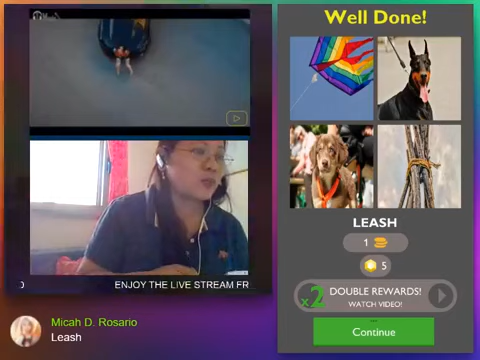 ENJOY THE LIVE STREAM FR
Micah D. Rosario
Leash
Well Done!
LEASH
1
5
x2
DOUBLE REWARDS!
WATCH VIDEO!
Continue